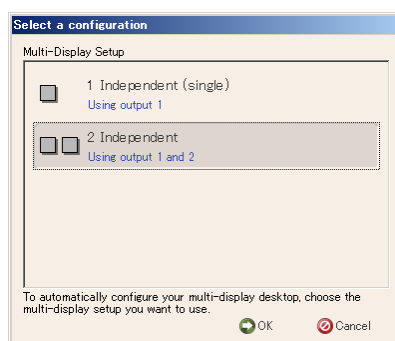 Select a configuration
Multi-Display Setup
1 Independent (single)
Using output 1
2 Independent
Using output 1 and 2
To automatically configure your multi-display desktop, choose the
multi-display setup you want to use.
OK Cancel